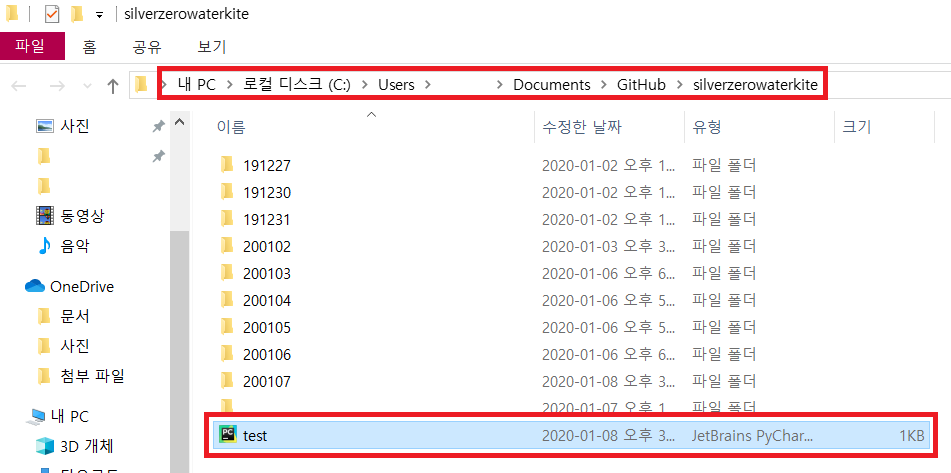 silverzerowaterkite
파일 홈 공유 보기
내 PC > 로컬 디스크 (C:) > Users > > Documents > GitHub > silverzerowaterkite
사진
동영상
음악
OneDrive
문서
사진
첨부 파일
내 PC
3D 개체
이름 수정한 날짜 유형 크기
191227 2020-01-02 오후 1... 파일 폴더
191230 2020-01-02 오후 1... 파일 폴더
191231 2020-01-02 오후 1... 파일 폴더
200102 2020-01-03 오후 3... 파일 폴더
200103 2020-01-06 오후 6... 파일 폴더
200104 2020-01-06 오후 5... 파일 폴더
200105 2020-01-06 오후 5... 파일 폴더
200106 2020-01-06 오후 6... 파일 폴더
200107 2020-01-08 오후 3... 파일 폴더
2020-01-07 오후 1... 파일 폴더
PC test 2020-01-08 오후 3... JetBrains PyChar... 1KB